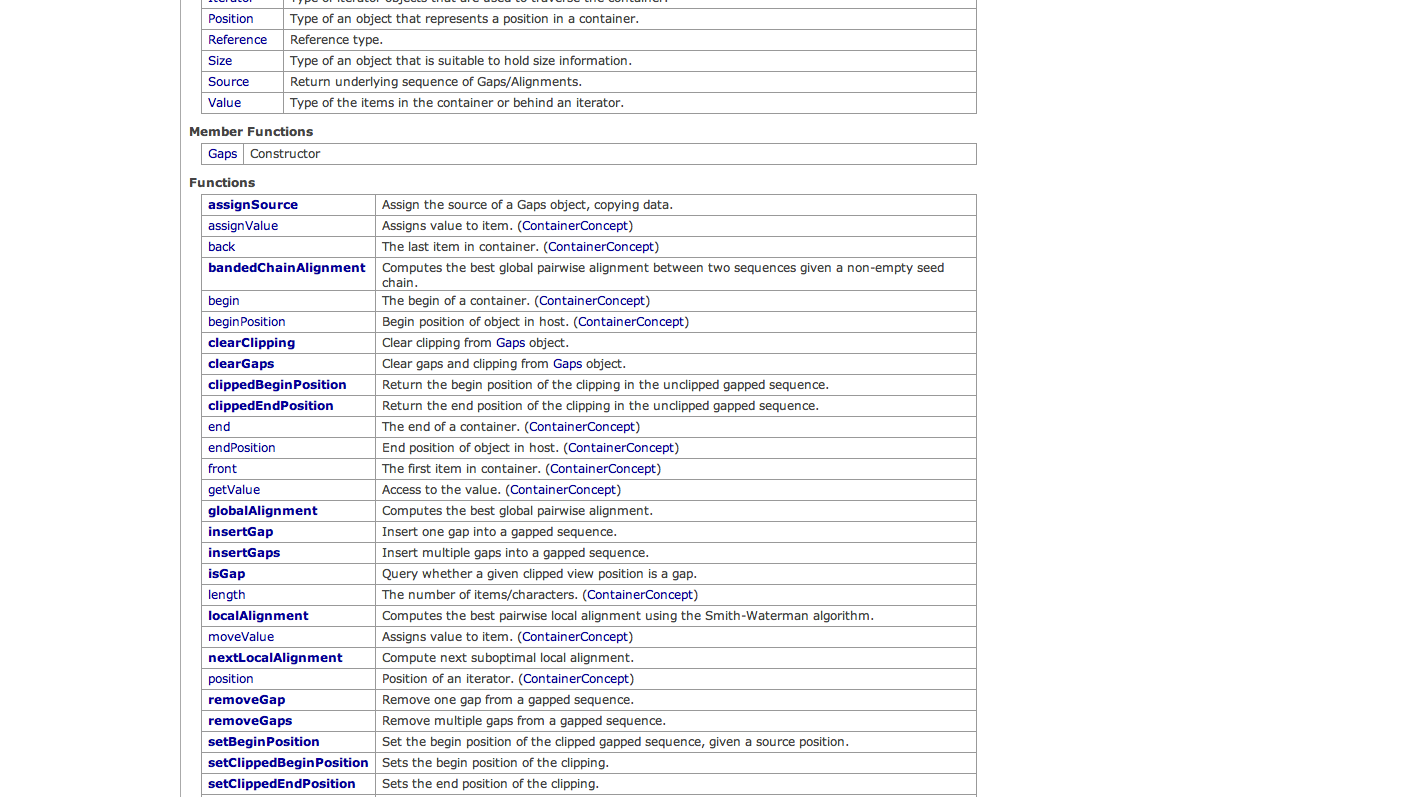 Iterator Type of iterator objects that are used to traverse the container.
Position Type of an object that represents a position in a container.
Reference Reference type.
Size Type of an object that is suitable to hold size information.
Source Return underlying sequence of Gaps/Alignments.
Value Type of the items in the container or behind an iterator.
Member Functions
Gaps Constructor
Functions
assignSource Assign the source of a Gaps object, copying data.
assignValue Assigns value to item. (ContainerConcept)
back The last item in container. (ContainerConcept)
bandedChainAlignment Computes the best global pairwise alignment between two sequences given a non-empty seed
chain.
begin The begin of a container. (ContainerConcept)
beginPosition Begin position of object in host. (ContainerConcept)
clearClipping Clear clipping from Gaps object.
clearGaps Clear gaps and clipping from Gaps object.
clippedBeginPosition Return the begin position of the clipping in the unclipped gapped sequence.
clippedEndPosition Return the end position of the clipping in the unclipped gapped sequence.
end The end of a container. (ContainerConcept)
endPosition End position of object in host. (ContainerConcept)
front The first item in container. (ContainerConcept)
getValue Access to the value. (ContainerConcept)
globalAlignment Computes the best global pairwise alignment.
insertGap Insert one gap into a gapped sequence.
insertGaps Insert multiple gaps into a gapped sequence.
isGap Query whether a given clipped view position is a gap.
length The number of items/characters. (ContainerConcept)
localAlignment Computes the best pairwise local alignment using the Smith-Waterman algorithm.
moveValue Assigns value to item. (ContainerConcept)
nextLocalAlignment Compute next suboptimal local alignment.
position Position of an iterator. (ContainerConcept)
removeGap Remove one gap from a gapped sequence.
removeGaps Remove multiple gaps from a gapped sequence.
setBeginPosition Set the begin position of the clipped gapped sequence, given a source position.
setClippedBeginPosition Sets the begin position of the clipping.
setClippedEndPosition Sets the end position of the clipping.